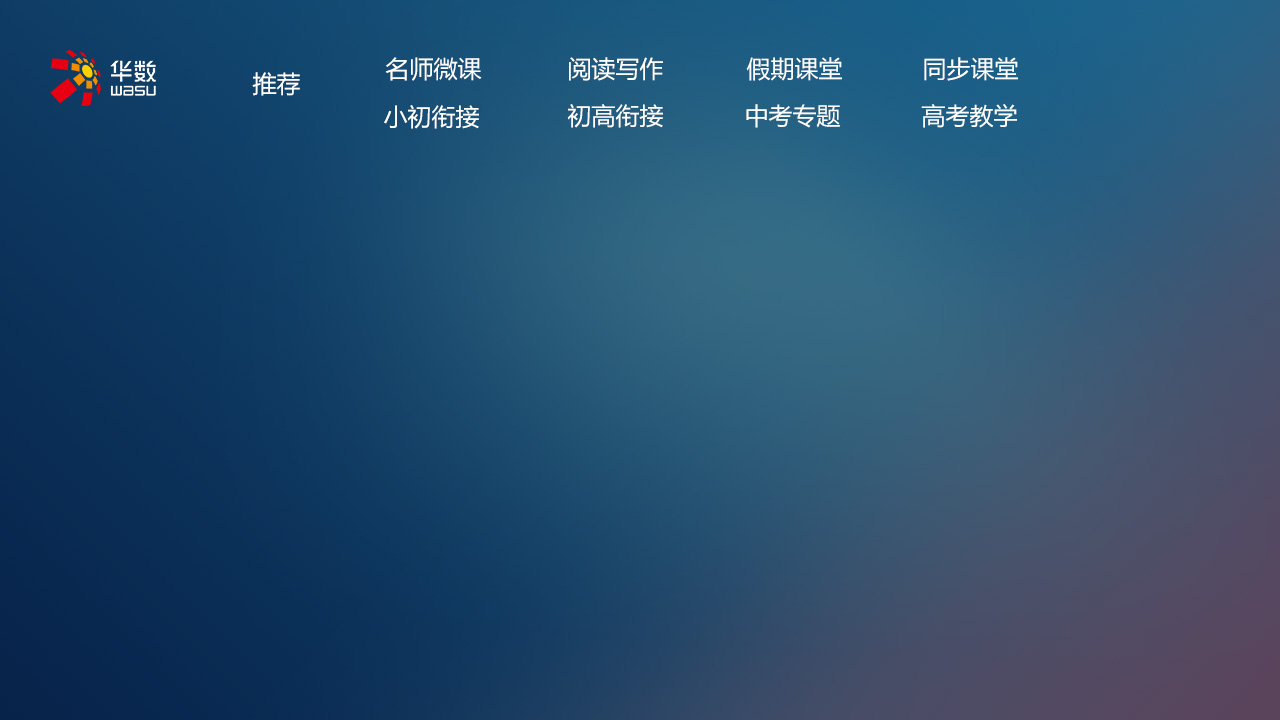 华数
wasu
推荐
名师微课 阅读写作 假期课堂 同步课堂
小初衔接 初高衔接 中考专题 高考教学